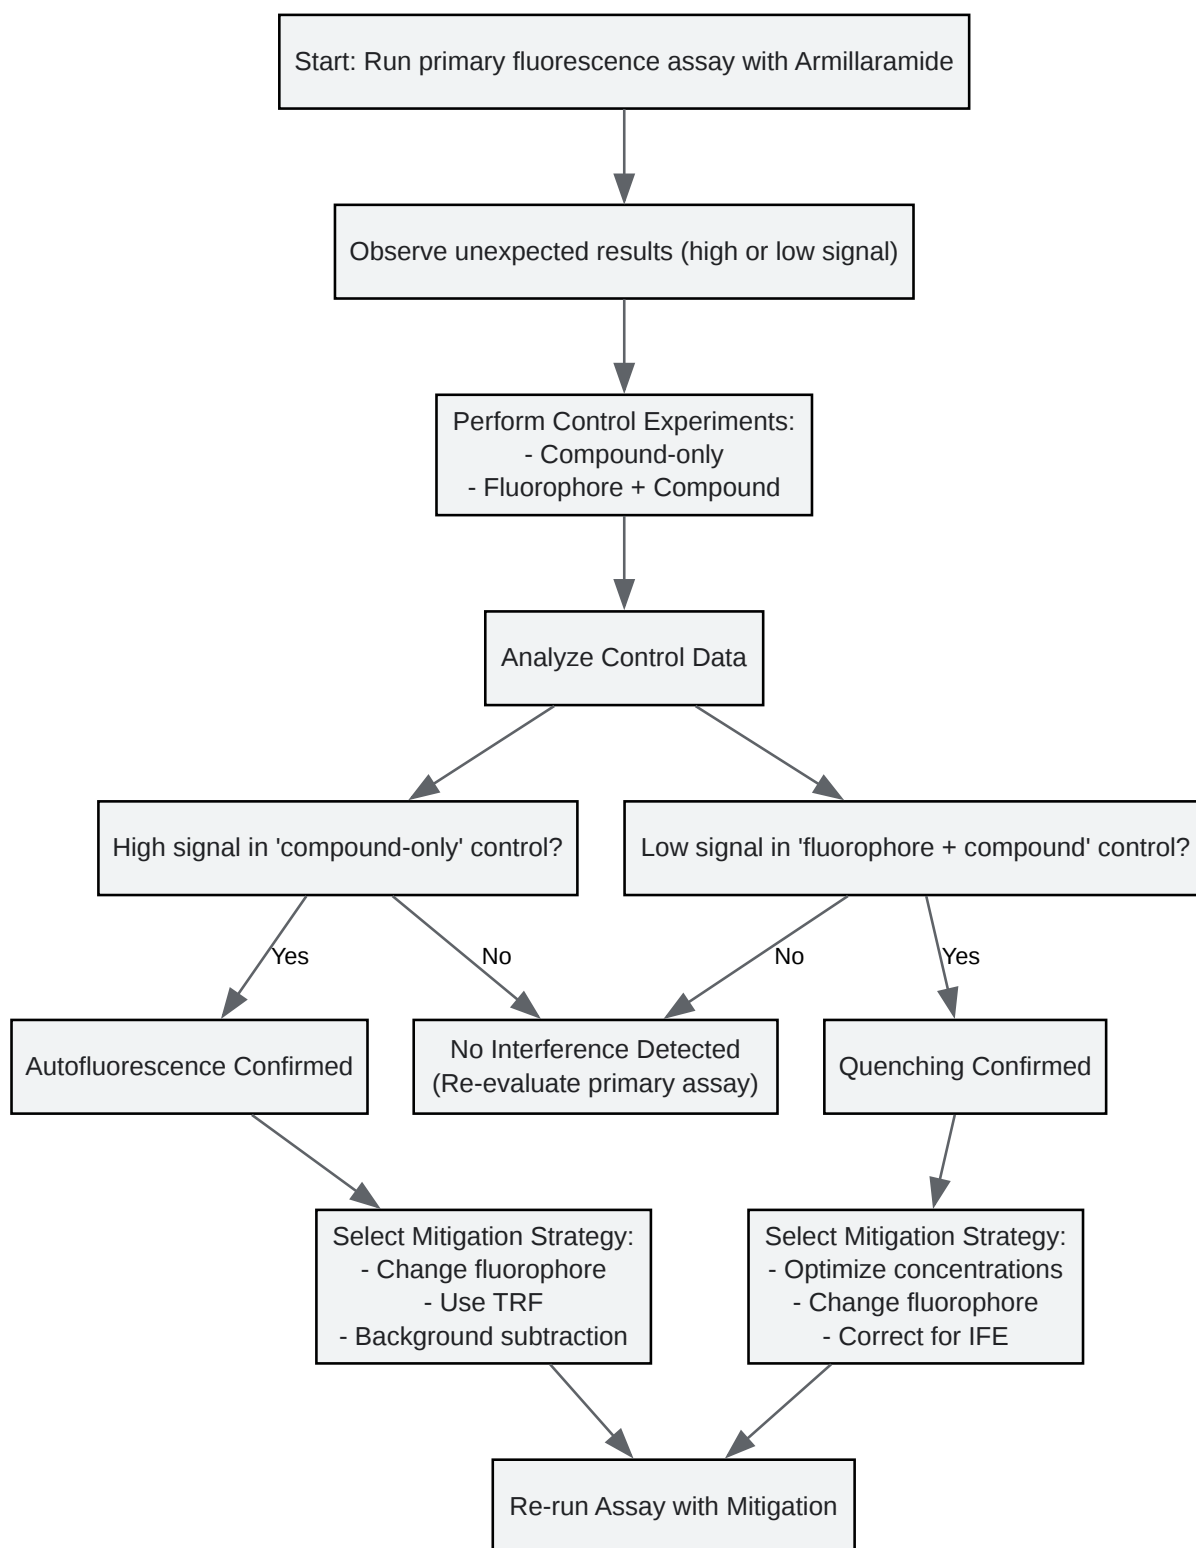 Start: Run primary fluorescence assay with Armillaramide
Observe unexpected results (high or low signal)
Perform Control Experiments:
- Compound-only
- Fluorophore + Compound
Analyze Control Data
High signal in 'compound-only' control?
Low signal in 'fluorophore + compound' control?
Yes
No
No
Yes
Autofluorescence Confirmed
No Interference Detected
(Re-evaluate primary assay)
Quenching Confirmed
Select Mitigation Strategy:
- Change fluorophore
- Use TRF
- Background subtraction
Select Mitigation Strategy:
- Optimize concentrations
- Change fluorophore
- Correct for IFE
Re-run Assay with Mitigation